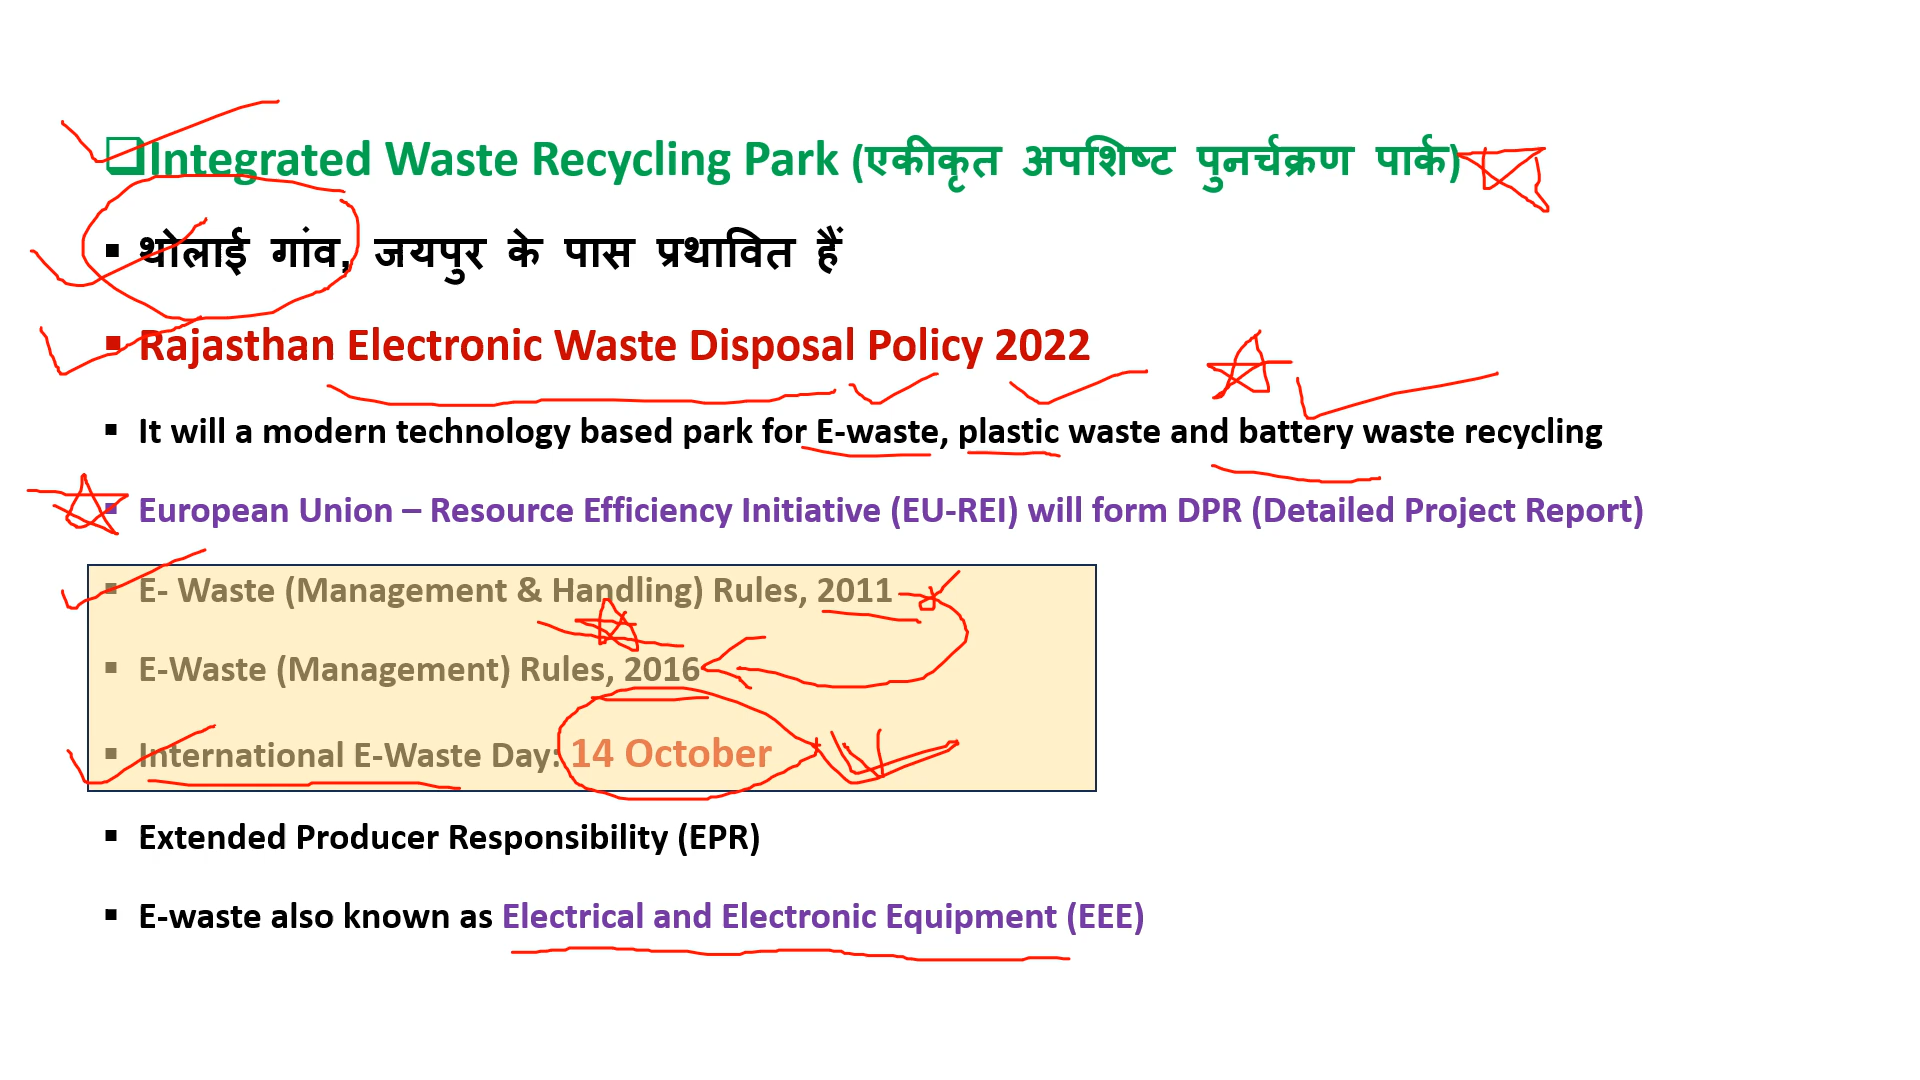 Integrated Waste Recycling Park (एकीकृत अपशिष्ट पुनर्चक्रण पार्क)
थोलाई गांव, जयपुर के पास प्रथावित हैं
Rajasthan Electronic Waste Disposal Policy 2022
It will a modern technology based park for E-waste, plastic waste and battery waste recycling
European Union – Resource Efficiency Initiative (EU-REI) will form DPR (Detailed Project Report)
E- Waste (Management & Handling) Rules, 2011
E-Waste (Management) Rules, 2016
International E-Waste Day: 14 October
Extended Producer Responsibility (EPR)
E-waste also known as Electrical and Electronic Equipment (EEE)